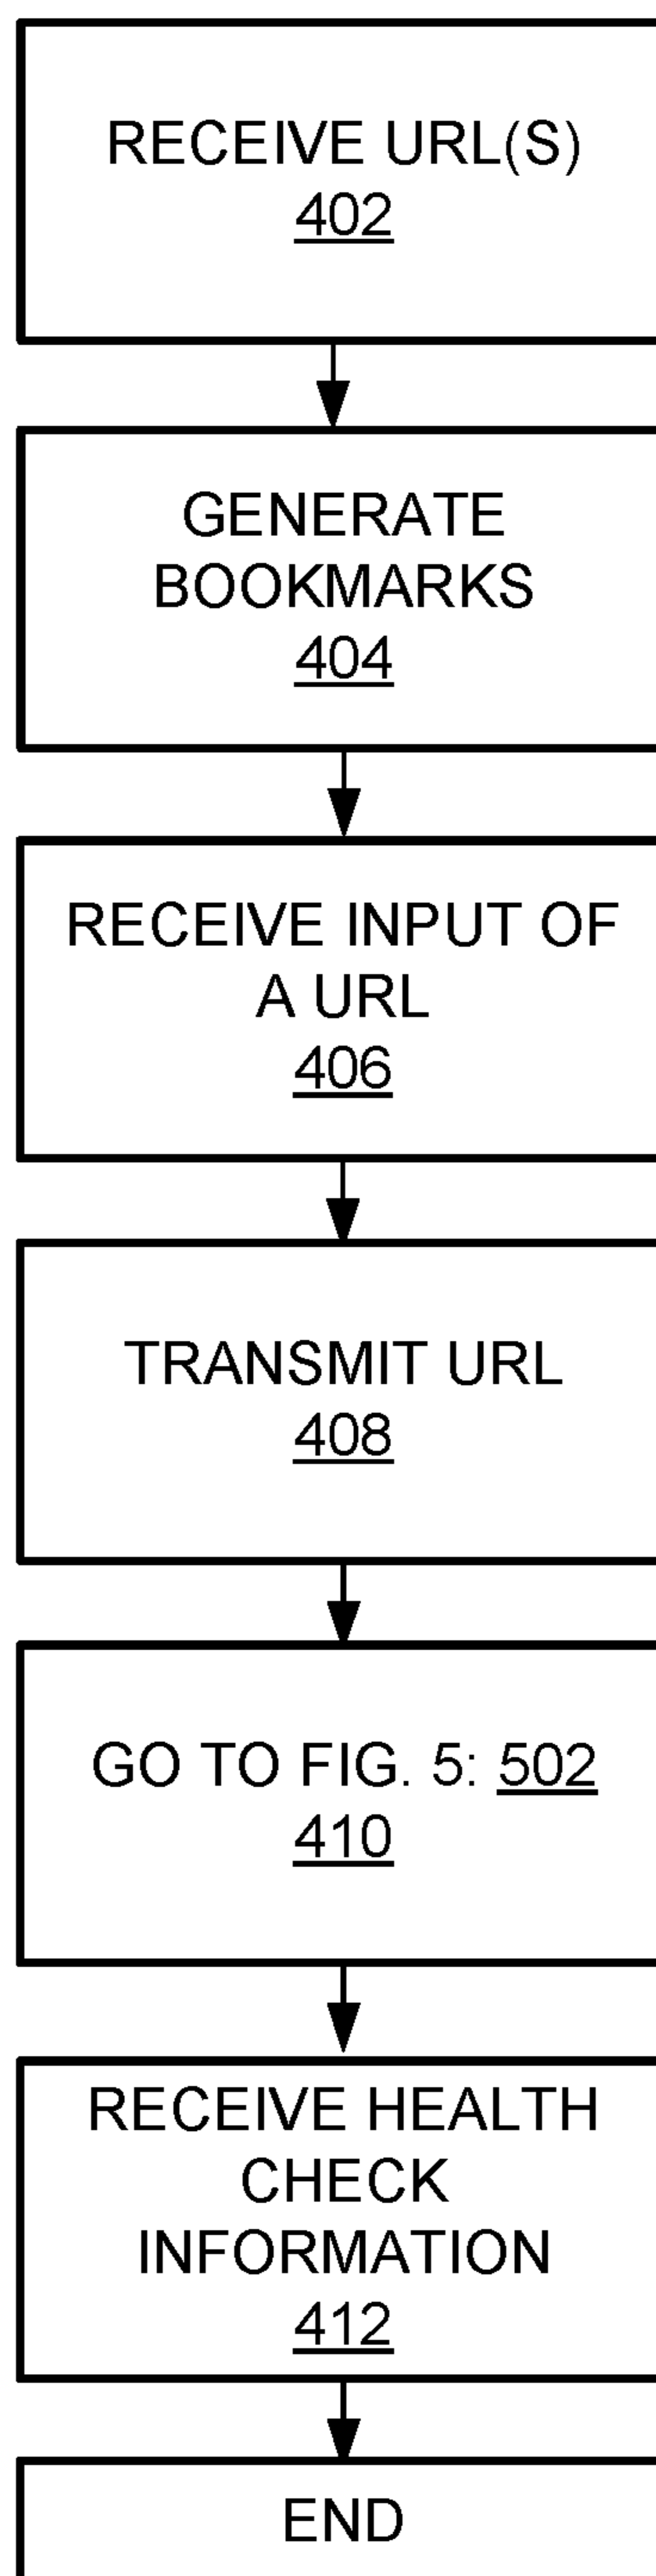 RECEIVE URL(S)
402
GENERATE
BOOKMARKS
404
RECEIVE INPUT OF
A URL
406
TRANSMIT URL
408
GO TO FIG. 5: 502
410
RECEIVE HEALTH
CHECK
INFORMATION
412
END